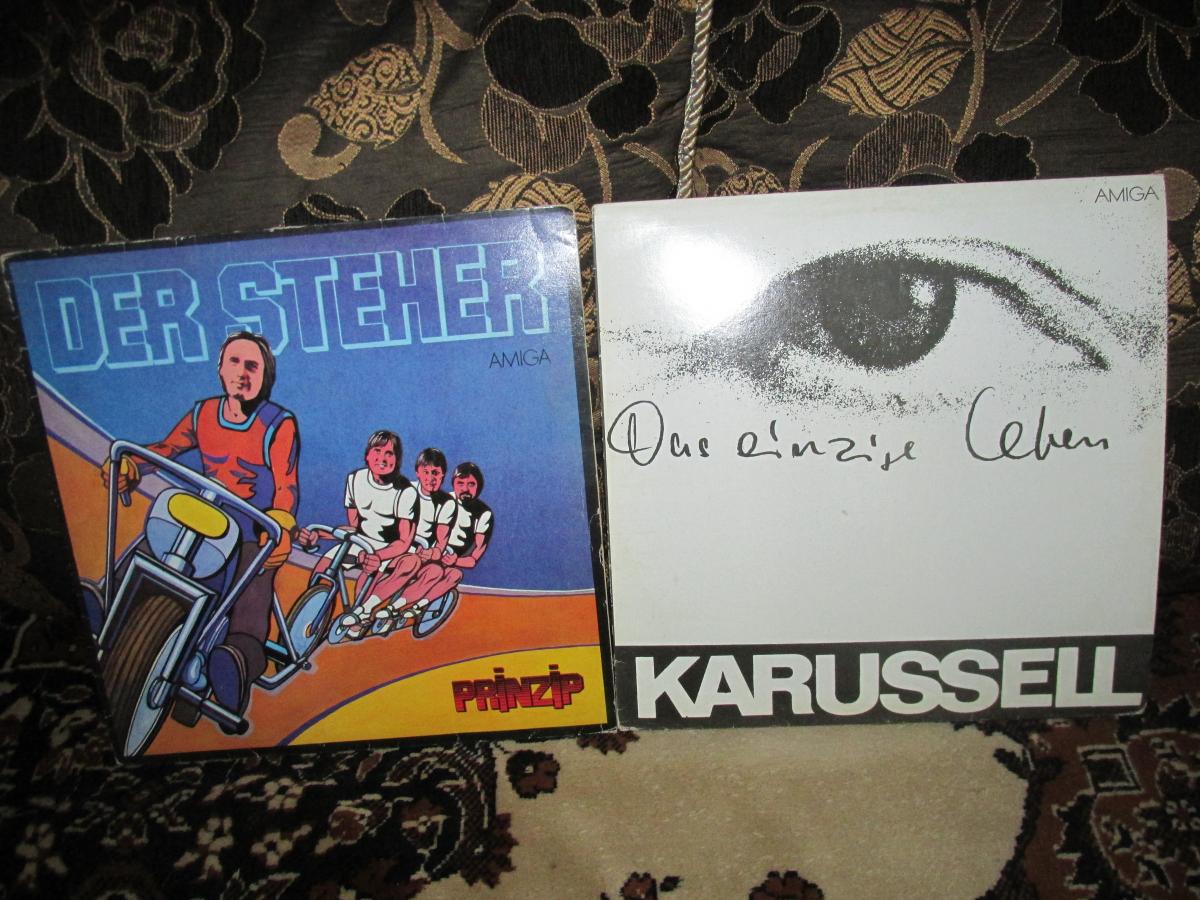 DER STEHER
AMIGA
PRINZIP
AMIGA
Das einzige Leben
KARUSSELL